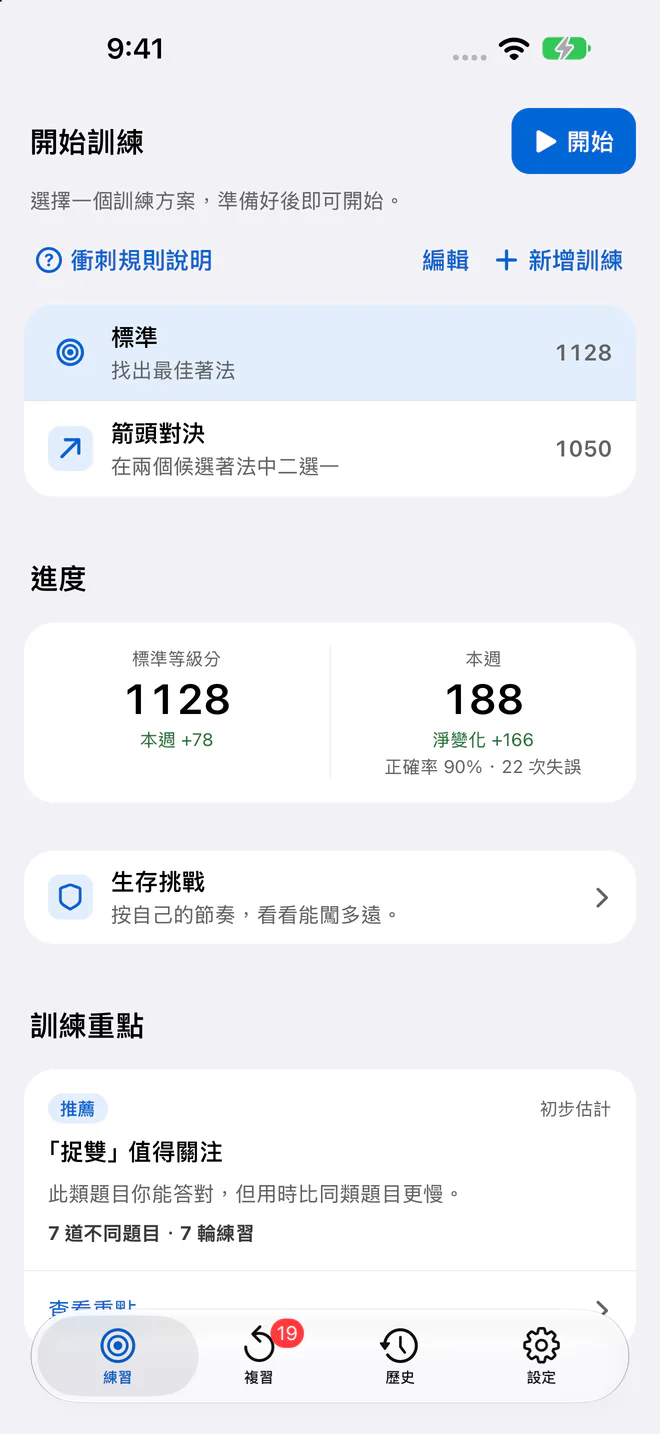 9:41
開始訓練
開始
選擇一個訓練方案，準備好後即可開始。
衝刺規則說明
編輯
新增訓練
標準
找出最佳著法
1128
箭頭對決
在兩個候選著法中二選一
1050
進度
標準等級分
1128
本週 +78
本週
188
淨變化 +166
正確率 90% · 22 次失誤
生存挑戰
按自己的節奏，看看能闖多遠。
訓練重點
推薦
初步估計
「捉雙」值得關注
此類題目你能答對，但用時比同類題目更慢。
7 道不同題目 · 7 輪練習
查看重點
練習
19
複習
歷史
設定